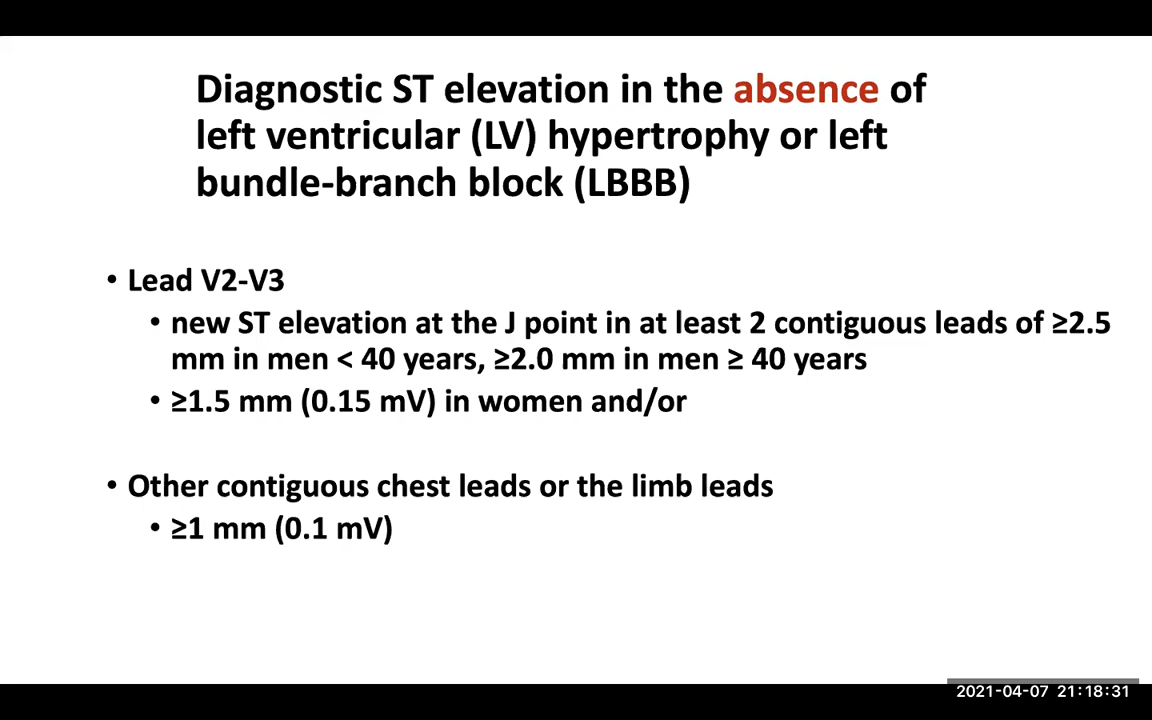 Diagnostic ST elevation in the absence of
left ventricular (LV) hypertrophy or left
bundle-branch block (LBBB)
• Lead V2-V3
• new ST elevation at the J point in at least 2 contiguous leads of ≥2.5
mm in men < 40 years, ≥2.0 mm in men ≥ 40 years
• ≥1.5 mm (0.15 mV) in women and/or
• Other contiguous chest leads or the limb leads
• ≥1 mm (0.1 mV)
2021-04-07 21:18:31